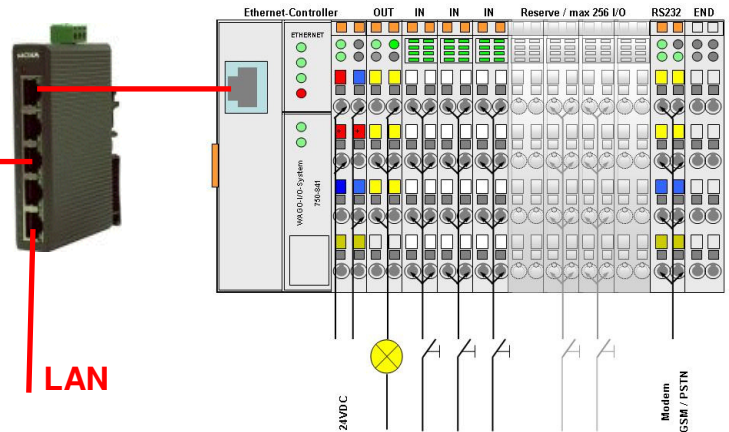 Ethernet-Controller OUT IN IN IN Reserve / max 256 I/O RS232 END
ETHERNET
WAGO-I/O-System
750-841
LAN
24VDC
Modem
GSM / PSTN